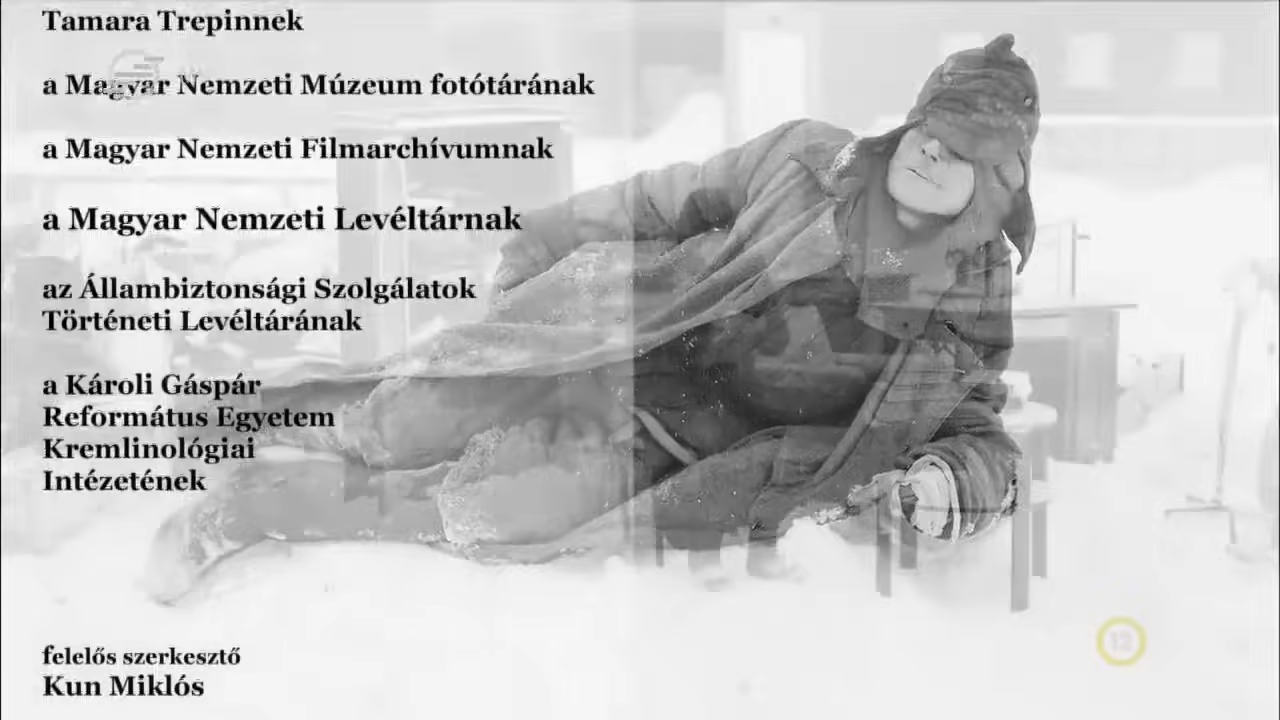 Tamara Trepinnek
a Magyar Nemzeti Múzeum fotótárának
a Magyar Nemzeti Filmarchívumnak
a Magyar Nemzeti Levéltárnak
az Állambiztonsági Szolgálatok
Történeti Levéltárának
a Károli Gáspár
Református Egyetem
Kremlinológiai
Intézetének
felelős szerkesztő
Kun Miklós
12